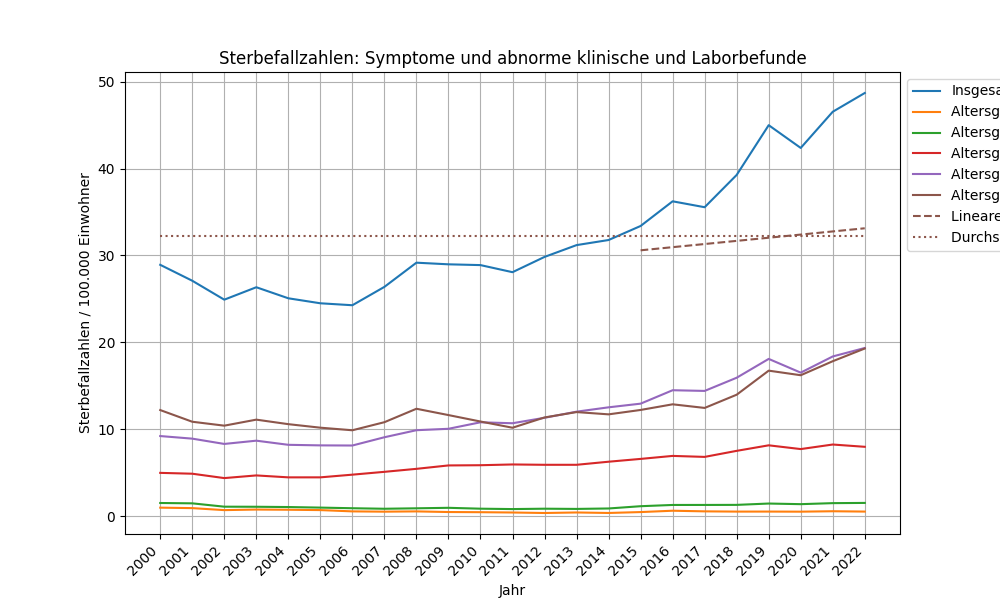 Sterbefallzahlen: Symptome und abnorme klinische und Laborbefunde
Sterbefallzahlen / 100.000 Einwohner
50
40
30
20
10
0
2000
2001
2002
2003
2004
2005
2006
2007
2008
2009
2010
2011
2012
2013
2014
2015
2016
2017
2018
2019
2020
2021
2022
Jahr
Insgesa
Altersg
Altersg
Altersg
Altersg
Altersg
Lineare
Durchs